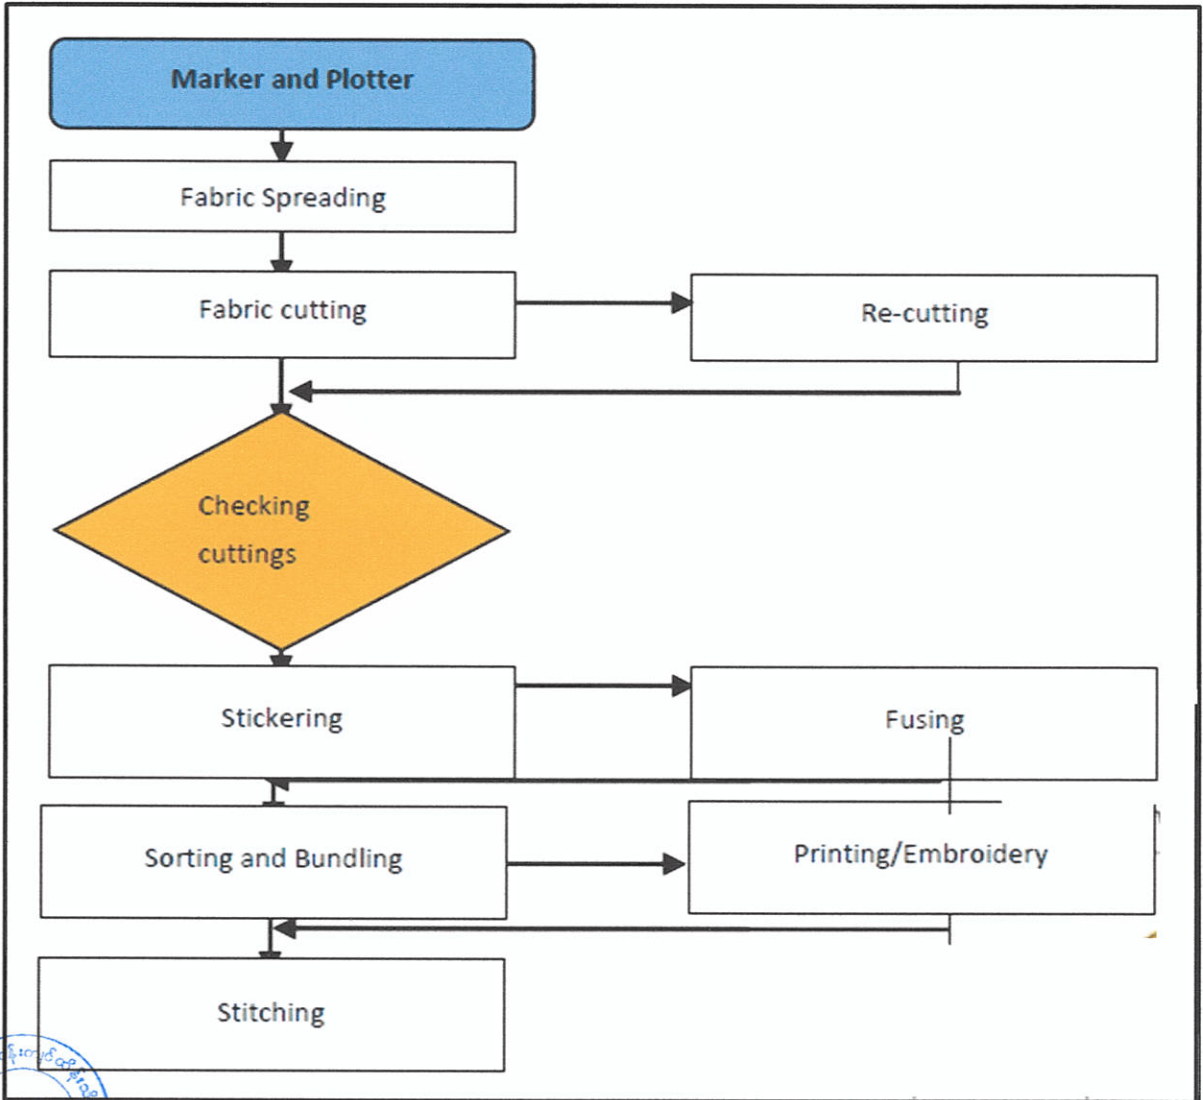 Marker and Plotter
Fabric Spreading
Fabric cutting
Re-cutting
Checking
cuttings
Stickering
Fusing
Sorting and Bundling
Printing/Embroidery
Stitching